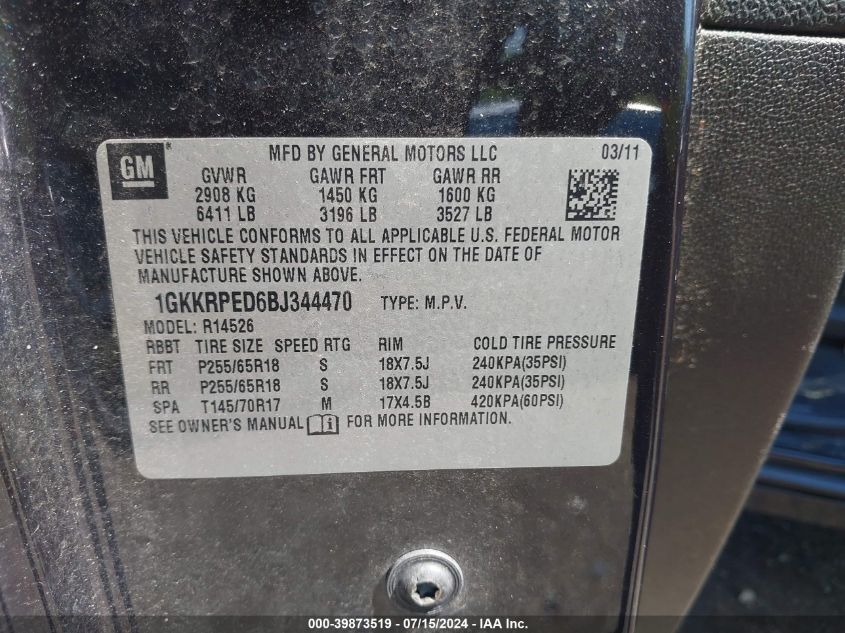 GM ® MFD BY GENERAL MOTORS LLC 03/11
GVWR GAWR FRT GAWR RR
2908 KG 1450 KG 1600 KG
6411 LB 3196 LB 3527 LB
THIS VEHICLE CONFORMS TO ALL APPLICABLE U.S. FEDERAL MOTOR
VEHICLE SAFETY STANDARDS IN EFFECT ON THE DATE OF
MANUFACTURE SHOWN ABOVE.
1GKKRPED6BJ344470 TYPE: M.P.V.
MODEL: R14526
RBBT TIRE SIZE SPEED RTG RIM COLD TIRE PRESSURE
FRT P255/65R18 S 18X7.5J 240KPA(35PSI)
RR P255/65R18 S 18X7.5J 240KPA(35PSI)
SPA T145/70R17 M 17X4.5B 420KPA(60PSI)
SEE OWNER'S MANUAL FOR MORE INFORMATION.
000-39873519 - 07/15/2024 - IAA Inc.